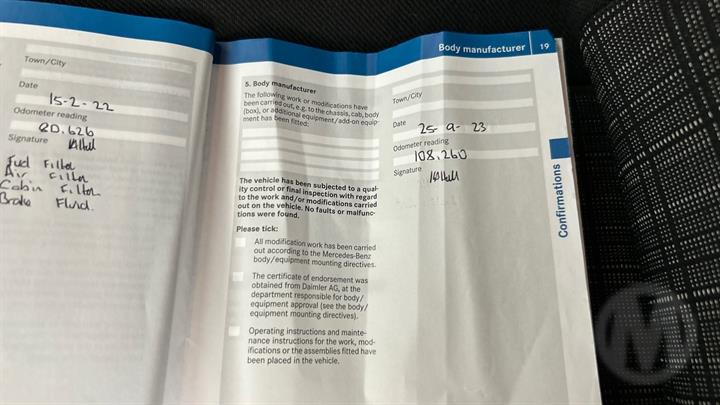 Town/City
Date
15-2-22
Odometer reading
80,626
Signature
Fuel Filter
Air Filter
Cabin Filter
Brake Fluid.
Body manufacturer 19
5. Body manufacturer
The following work or modifications have
been carried out, e.g. to the chassis, cab, body
(box), or additional equipment/add-on equip-
ment has been fitted:
The vehicle has been subjected to a qual-
ity control or final inspection with regard
to the work and/or modifications carried
out on the vehicle. No faults or malfunc-
tions were found.
Please tick:
All modification work has been carried
out according to the Mercedes-Benz
body/equipment mounting directives.
The certificate of endorsement was
obtained from Daimler AG, at the
department responsible for body/
equipment approval (see the body/
equipment mounting directives).
Operating instructions and mainte-
nance instructions for the work, mod-
ifications or the assemblies fitted have
been placed in the vehicle.
Town/City
Date
25-9-23
Odometer reading
108,260
Signature
Confirmations
M